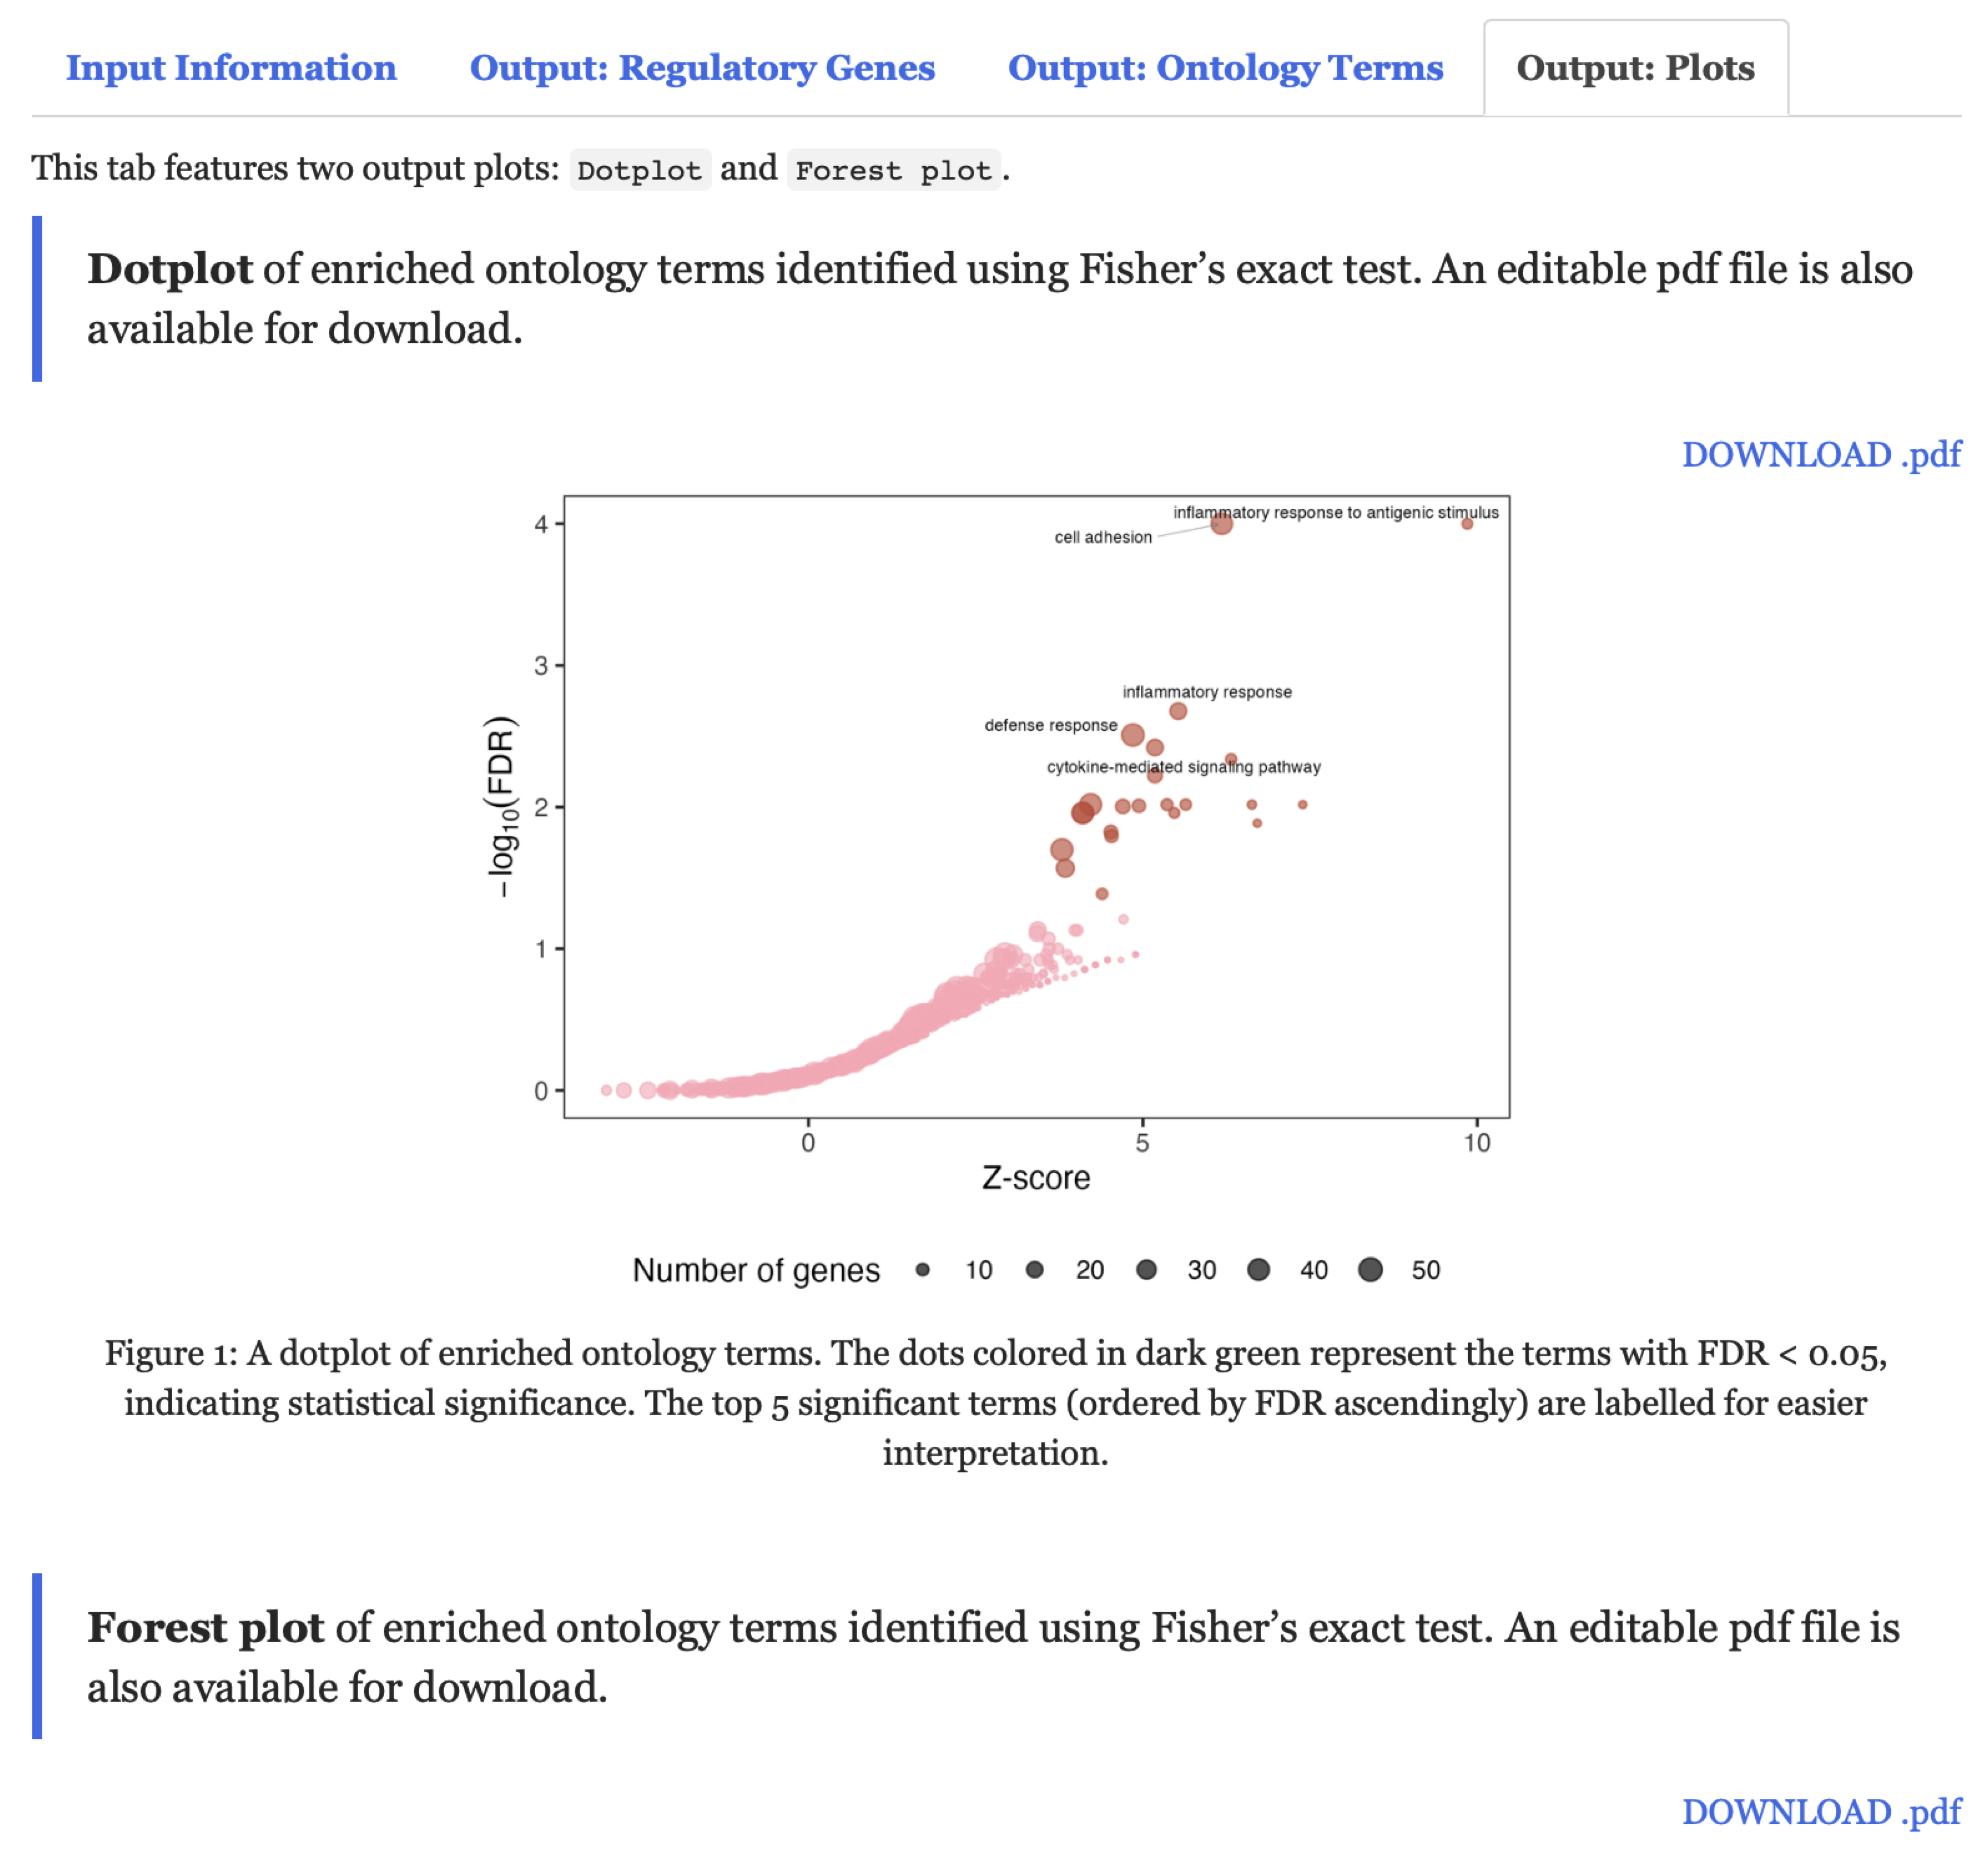 Input Information
Output: Regulatory Genes
Output: Ontology Terms
Output: Plots
This tab features two output plots: Dotplot and Forest plot.
Dotplot of enriched ontology terms identified using Fisher’s exact test. An editable pdf file is also
available for download.
DOWNLOAD .pdf
inflammatory response to antigenic stimulus
cell adhesion
inflammatory response
defense response
cytokine-mediated signaling pathway
4
3
2
1
0
−log10(FDR)
0
5
10
Z-score
Number of genes 10 20 30 40 50
Figure 1: A dotplot of enriched ontology terms. The dots colored in dark green represent the terms with FDR < 0.05,
indicating statistical significance. The top 5 significant terms (ordered by FDR ascendingly) are labelled for easier
interpretation.
Forest plot of enriched ontology terms identified using Fisher’s exact test. An editable pdf file is
also available for download.
DOWNLOAD .pdf